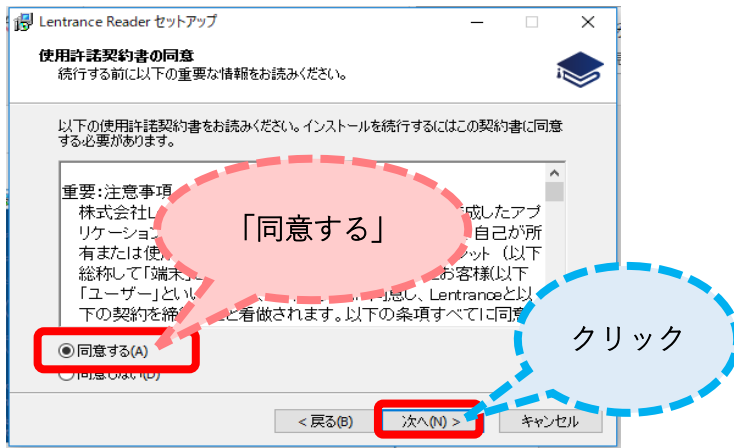 Lentrance Reader セットアップ
使用許諾契約書の同意
続行する前に以下の重要な情報をお読みください。
以下の使用許諾契約書をお読みください。インストールを続行するにはこの契約書に同意
する必要があります。
重要:注意事項
株式会社L 成したアプ
リケーション 自己が所
有または使 ット (以下
総称して「端末 お客様(以下
「ユーザー」とい 同意し、Lentranceと以
下の契約を締 と看做されます。以下の条項すべてに同意
「同意する」
クリック
同意する(A)
同意しない(D)
< 戻る(B)
次へ(N) >
キャンセル